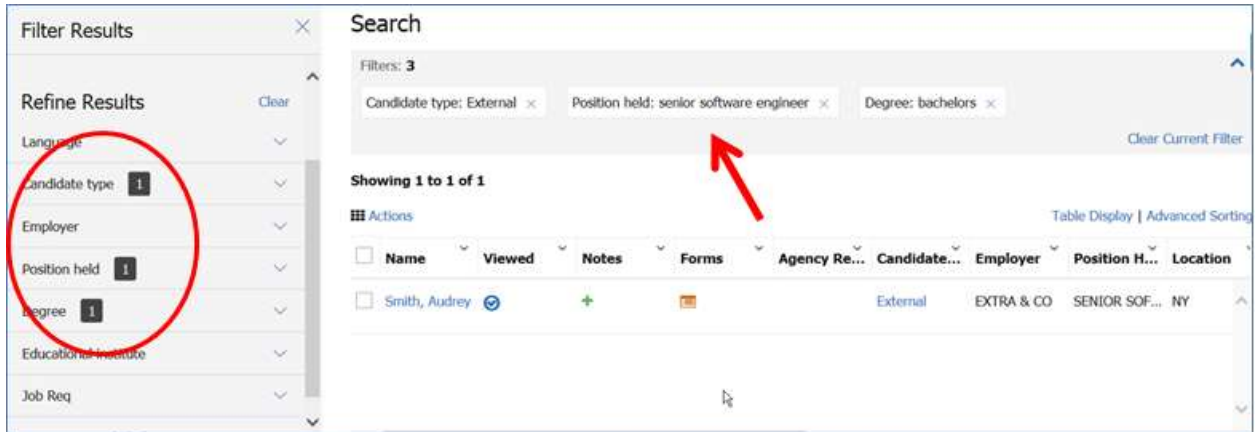 Filter Results
Refine Results
Clear
Language
Candidate type 1
Employer
Position held 1
Degree 1
Educational institute
Job Req
Search
Filters: 3
Candidate type: External
Position held: senior software engineer
Degree: bachelors
Clear Current Filter
Showing 1 to 1 of 1
Actions
Table Display | Advanced Sorting
Name Viewed Notes Forms Agency Re... Candidate... Employer Position H... Location
Smith, Audrey External EXTRA & CO SENIOR SOF... NY